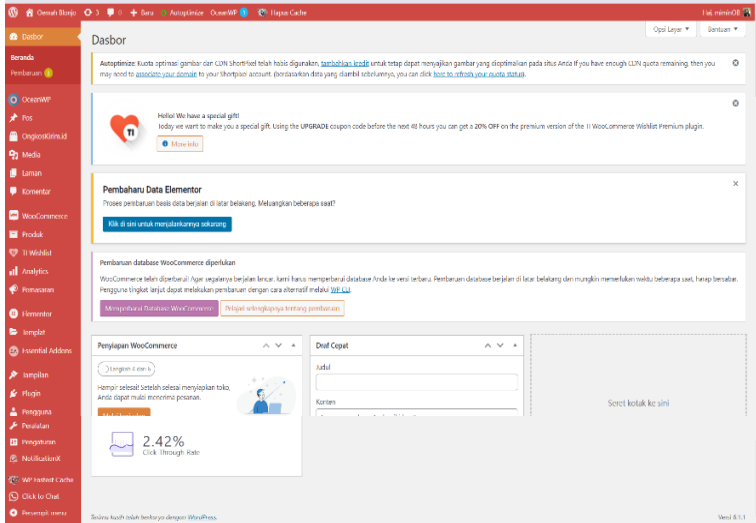 Omah Blonjo 3 0 + Baru Autoptimize OceanWP 1 Hapus Cache Hai, miminOB
Opsi Layar ▼ Bantuan ▼
Dasbor
Beranda
Pembaruan
OceanWP
Pos
OngkosKirim.id
Media
Laman
Komentar
WooCommerce
Produk
TI Wishlist
Analytics
Pemasaran
Elementor
Templat
Essential Addons
Tampilan
Plugin
Pengguna
Peralatan
Pengaturan
NotificationX
WP Fastest Cache
Click to Chat
Persempit menu
Dasbor
Autoptimize: Kuota optimasi gambar dan CDN ShortPixel telah habis digunakan, tambahkan kredit untuk tetap dapat menyajikan gambar yang dioptimakan pada situs Anda If you have enough CDN quota remaining, then you
may need to associate your domain to your Shortpixel account. (berdasarkan data yang diambil sebelumnya, you can click here to refresh your quota status).
TI
Hello! We have a special gift!
Today we want to make you a special gift. Using the UPGRADE coupon code before the next 48 hours you can get a 20% OFF on the premium version of the TI WooCommerce Wishlist Premium plugin.
More info
Pembaharu Data Elementor
Proses pembaruan basis data berjalan di latar belakang. Meluangkan beberapa saat?
Klik di sini untuk menjalankannya sekarang
Pembaruan database WooCommerce diperlukan
WooCommerce telah diperbarui! Agar segalanya berjalan lancar, kami harus memperbarui database Anda ke versi terbaru. Pembaruan database berjalan di latar belakang dan mungkin memerlukan waktu beberapa saat, harap bersabar.
Pengguna tingkat lanjut dapat melakukan pembaruan dengan cara alternatif melalui WP CLI.
Memperbarui Database WooCommerce Pelajari selengkapnya tentang pembaruan
Penyiapan WooCommerce
Langkah 4 dari 6
Hampir selesai! Setelah selesai menyiapkan toko,
Anda dapat mulai menerima pesanan.
2.42%
Click Through Rate
Draf Cepat
Judul
Konten
Seret kotak ke sini
Terima kasih telah berkarya dengan WordPress.
Versi 6.1.1